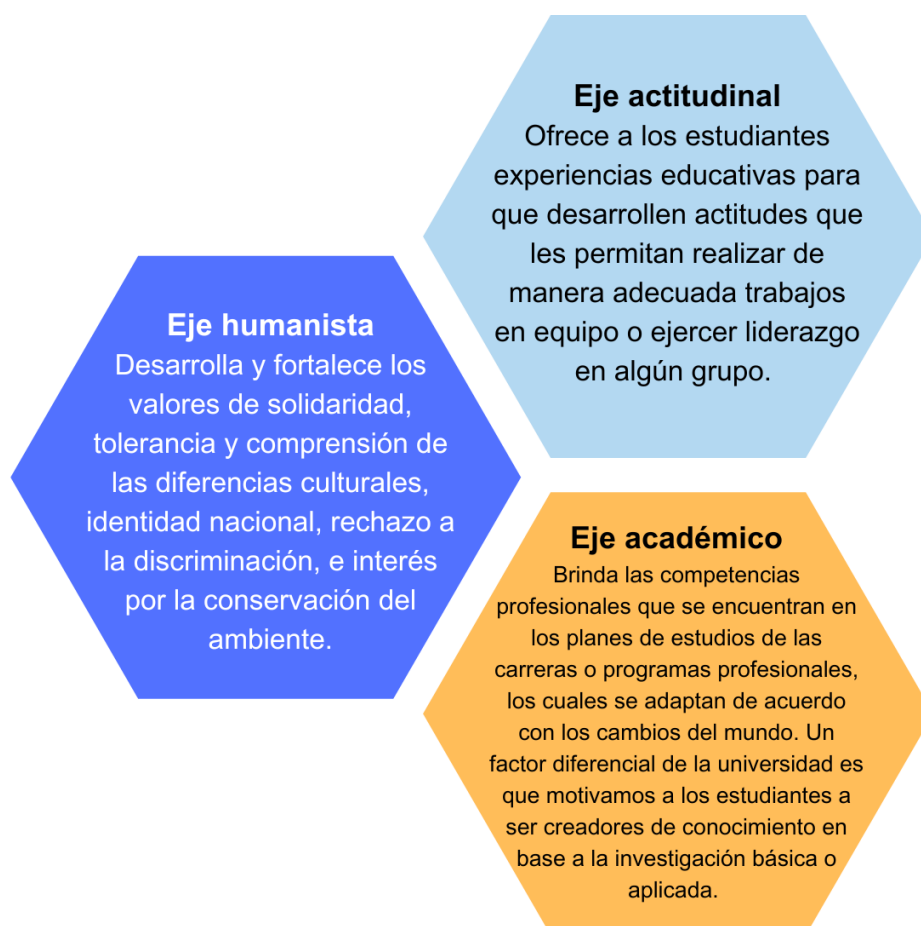 Eje actitudinal
Ofrece a los estudiantes
experiencias educativas para
que desarrollen actitudes que
les permitan realizar de
manera adecuada trabajos
en equipo o ejercer liderazgo
en algún grupo.
Eje humanista
Desarrolla y fortalece los
valores de solidaridad,
tolerancia y comprensión de
las diferencias culturales,
identidad nacional, rechazo a
la discriminación, e interés
por la conservación del
ambiente.
Eje académico
Brinda las competencias
profesionales que se encuentran en
los planes de estudios de las
carreras o programas profesionales,
los cuales se adaptan de acuerdo
con los cambios del mundo. Un
factor diferencial de la universidad es
que motivamos a los estudiantes a
ser creadores de conocimiento en
base a la investigación básica o
aplicada.